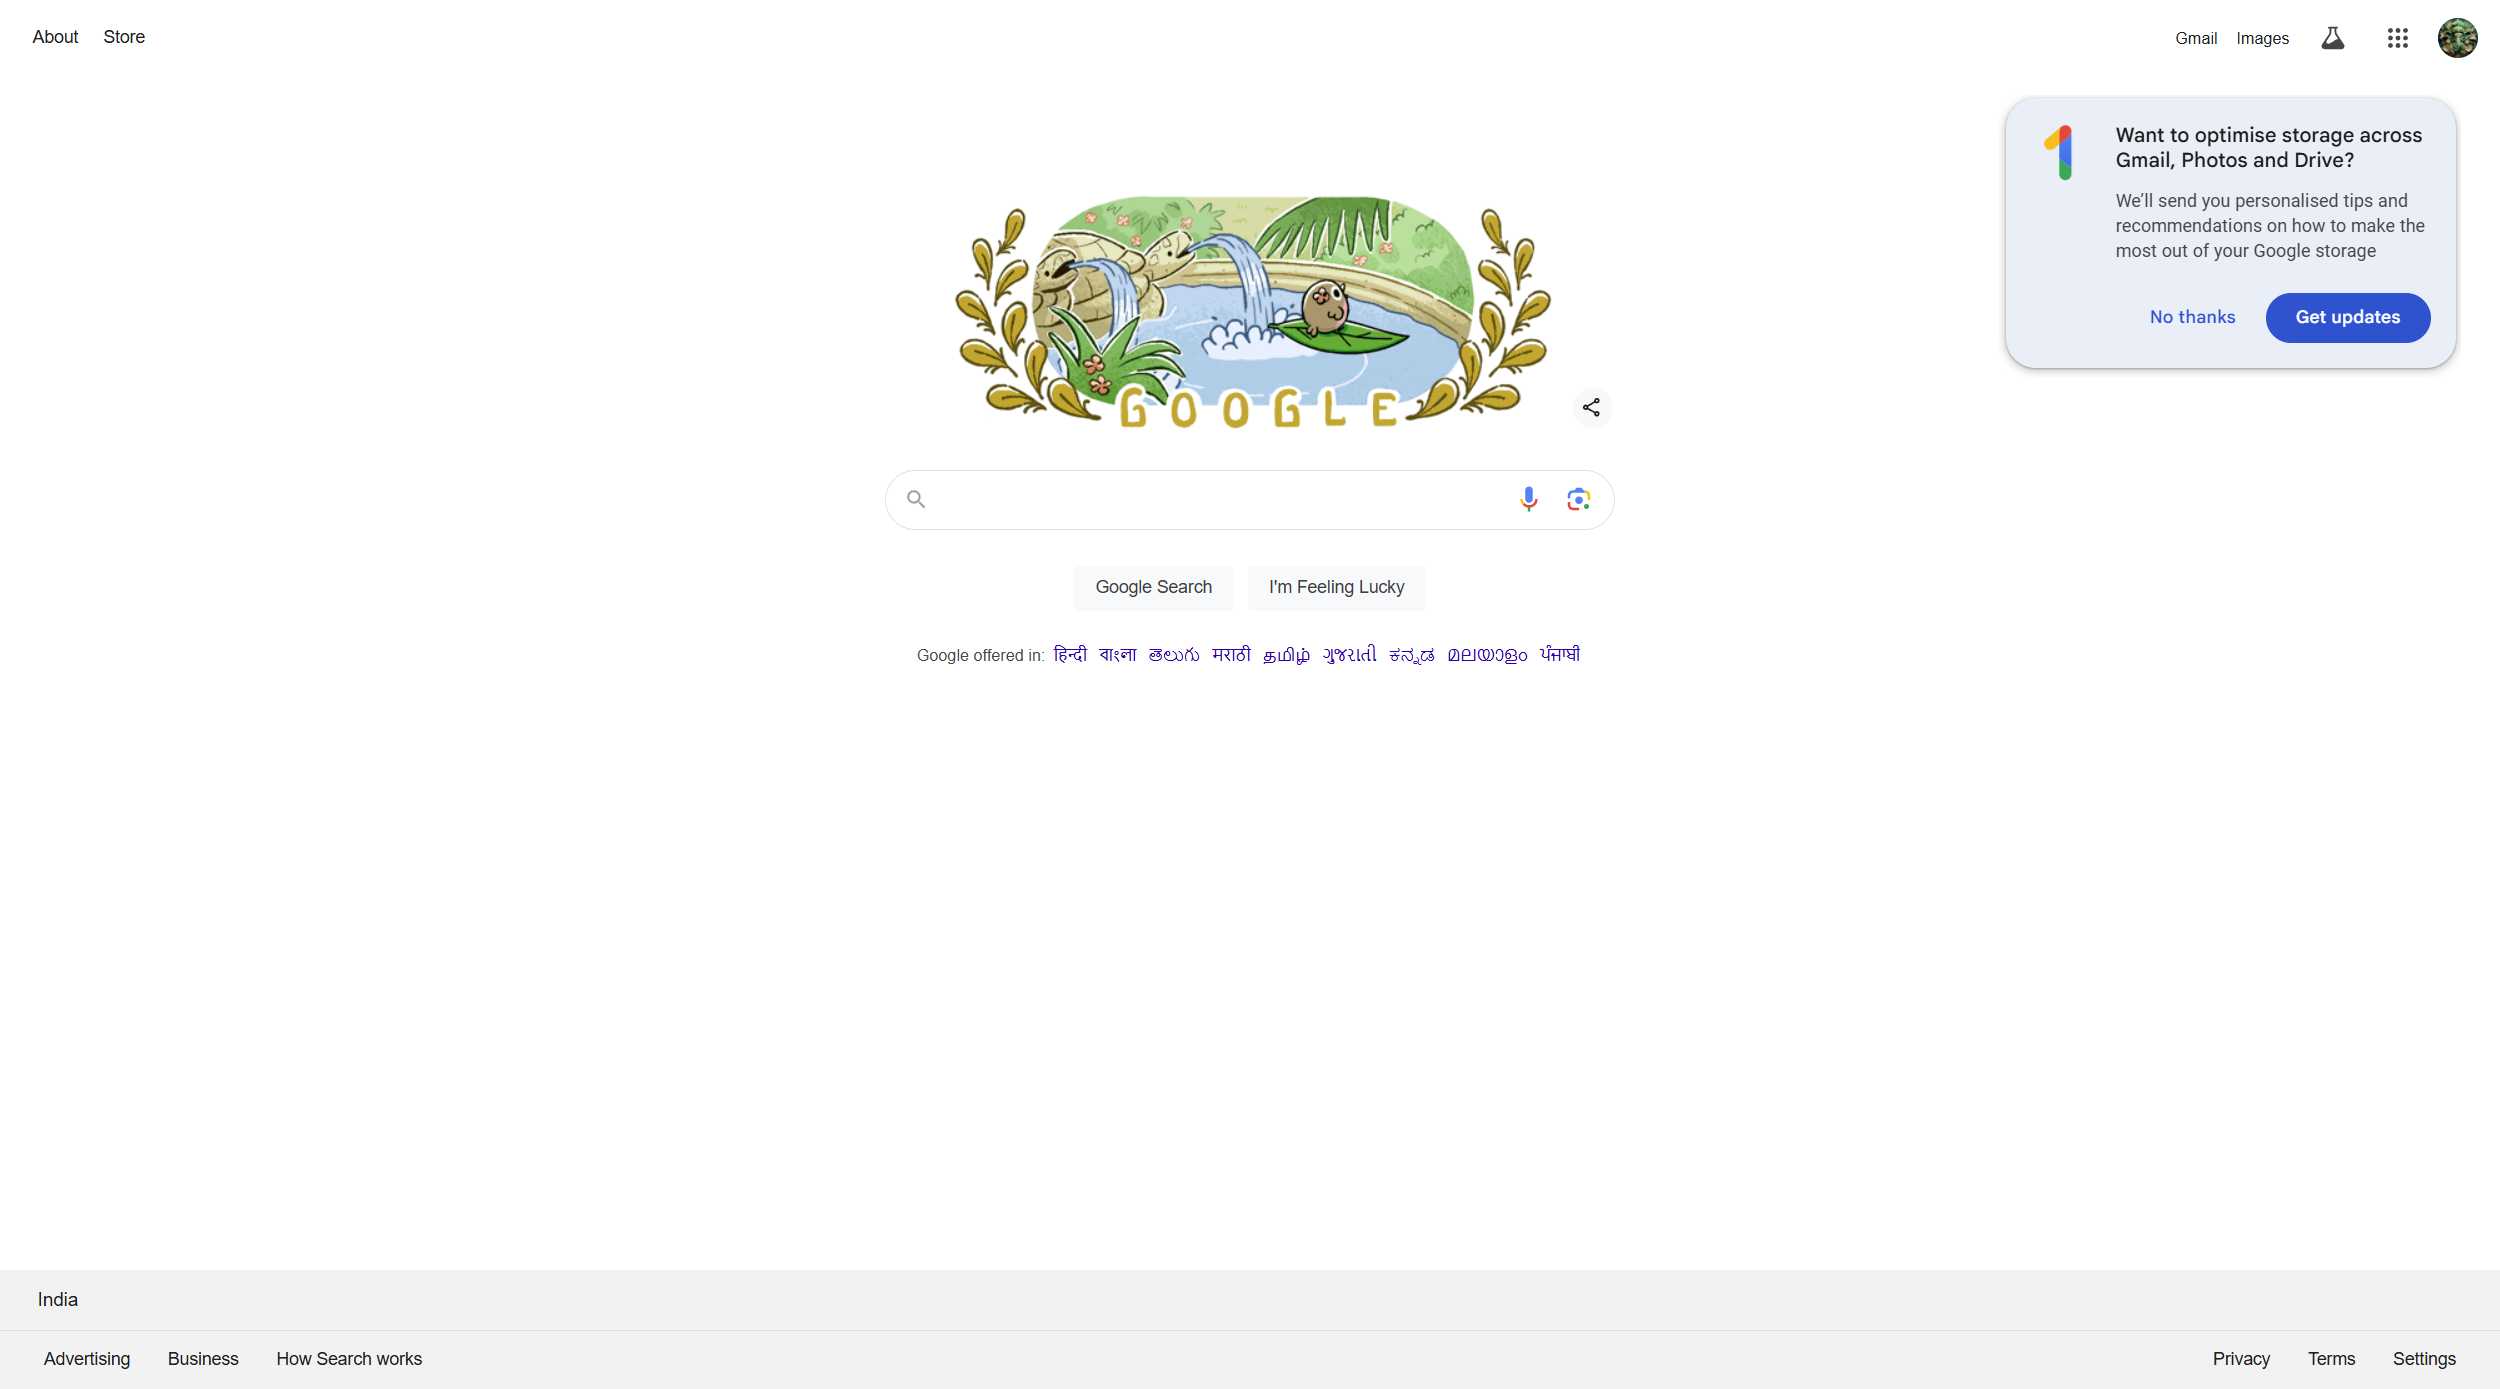 About Store
Gmail Images
Want to optimise storage across
Gmail, Photos and Drive?
We'll send you personalised tips and
recommendations on how to make the
most out of your Google storage
No thanks Get updates
GOOGLE
Google Search I'm Feeling Lucky
Google offered in: हिन्दी বাংলা తెలుగు मराठी தமிழ் ગુજરાતી ಕನ್ನಡ മലയാളം ਪੰਜਾਬੀ
India
Advertising Business How Search works Privacy Terms Settings